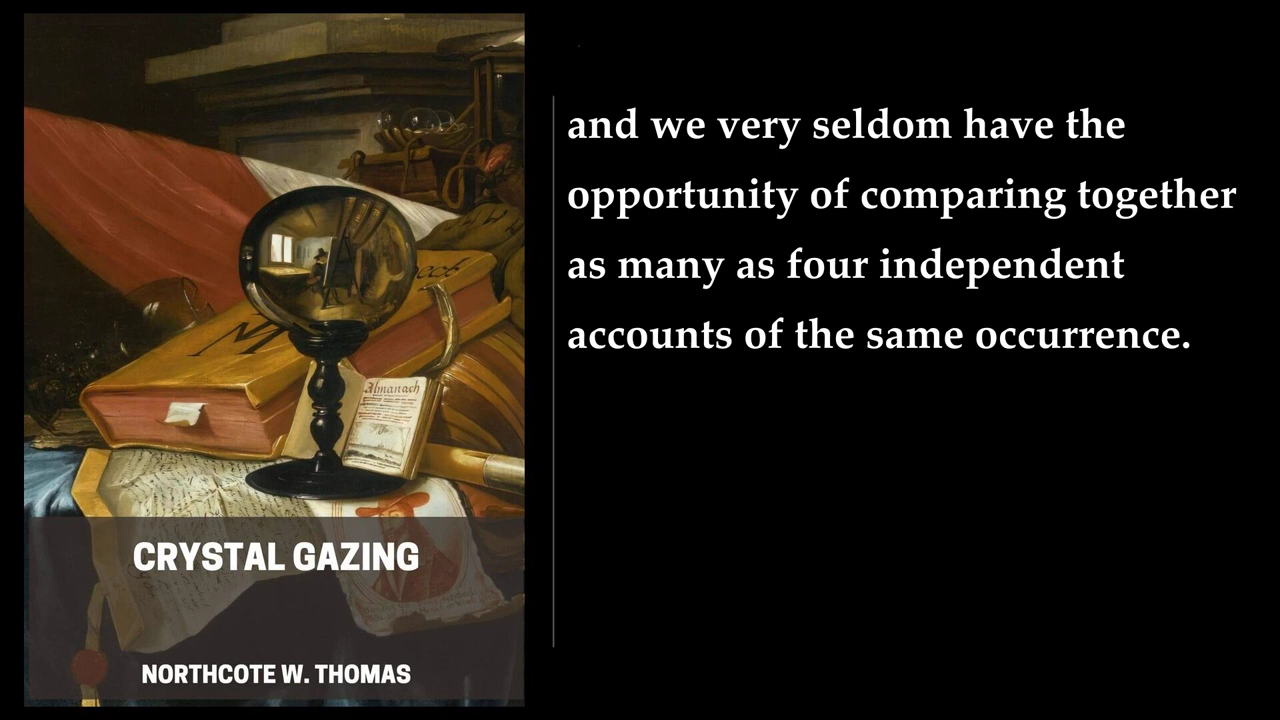 and we very seldom have the
opportunity of comparing together
as many as four independent
accounts of the same occurrence.
M
Almanach
CRYSTAL GAZING
NORTHCOTE W. THOMAS